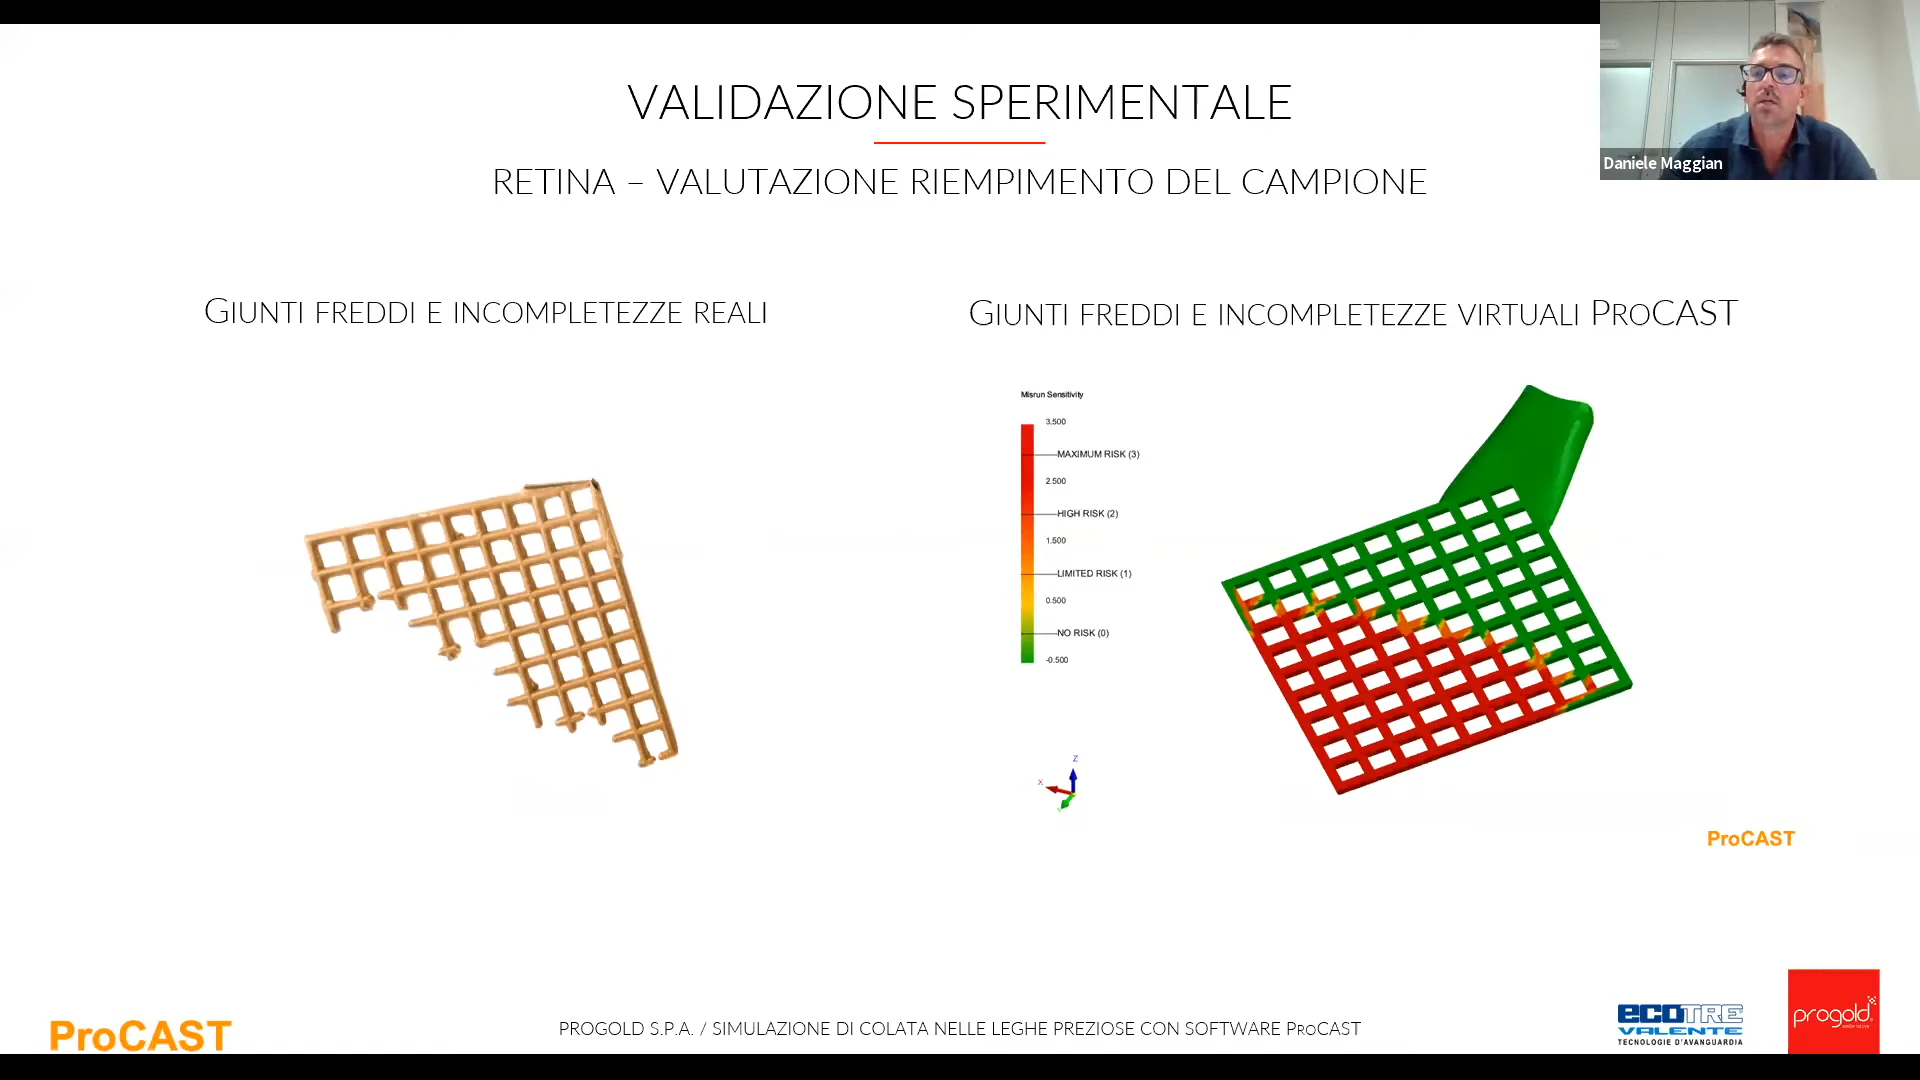 VALIDAZIONE SPERIMENTALE
RETINA – VALUTAZIONE RIEMPIMENTO DEL CAMPIONE
Daniele Maggian
GIUNTI FREDDI E INCOMPLETEZZE REALI
GIUNTI FREDDI E INCOMPLETEZZE VIRTUALI PROCAST
Misrun Sensitivity
3.500
MAXIMUM RISK (3)
2.500
HIGH RISK (2)
1.500
LIMITED RISK (1)
0.500
NO RISK (0)
-0.500
Z
X
Y
ProCAST
ProCAST
PROGOLD S.P.A. / SIMULAZIONE DI COLATA NELLE LEGHE PREZIOSE CON SOFTWARE PROCAST
ECOTRE
VALENTE
TECNOLOGIE D'AVANGUARDIA
progold